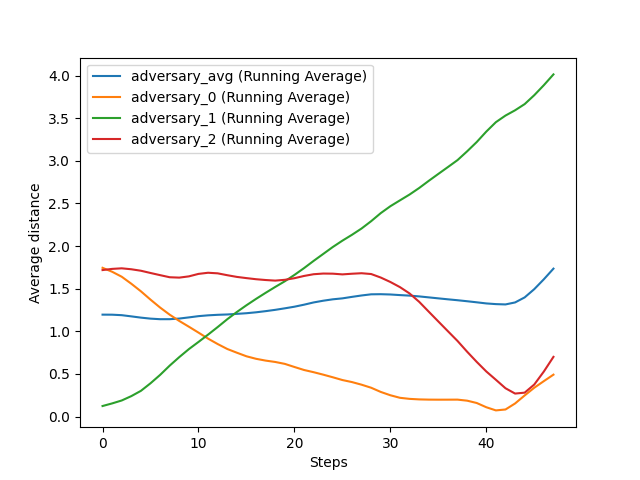 adversary_avg (Running Average)
adversary_0 (Running Average)
adversary_1 (Running Average)
adversary_2 (Running Average)
4.0
3.5
3.0
2.5
2.0
1.5
1.0
0.5
0.0
Average distance
0
10
20
30
40
Steps